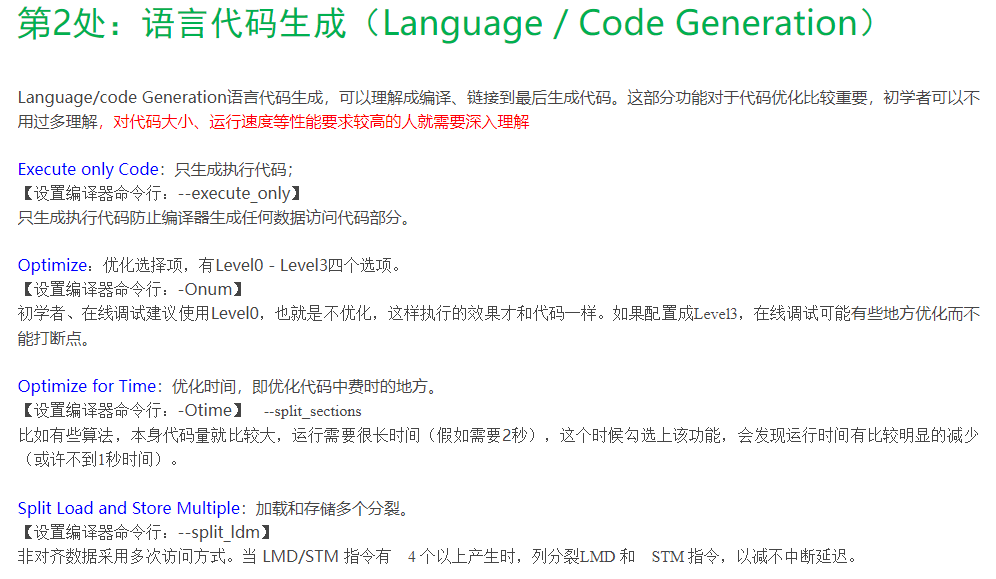 第2处：语言代码生成（Language / Code Generation）
Language/code Generation语言代码生成，可以理解成编译、链接到最后生成代码。这部分功能对于代码优化比较重要，初学者可以不
用过多理解，对代码大小、运行速度等性能要求较高的人就需要深入理解
Execute only Code：只生成执行代码；
【设置编译器命令行：--execute_only】
只生成执行代码防止编译器生成任何数据访问代码部分。
Optimize：优化选择项，有Level0 - Level3四个选项。
【设置编译器命令行：-Onum】
初学者、在线调试建议使用Level0，也就是不优化，这样执行的效果才和代码一样。如果配置成Level3，在线调试可能有些地方优化而不
能打断点。
Optimize for Time：优化时间，即优化代码中费时的地方。
【设置编译器命令行：-Otime】 --split_sections
比如有些算法，本身代码量就比较大，运行需要很长时间（假如需要2秒），这个时候勾选上该功能，会发现运行时间有比较明显的减少
（或许不到1秒时间）。
Split Load and Store Multiple：加载和存储多个分裂。
【设置编译器命令行：--split_ldm】
非对齐数据采用多次访问方式。当 LMD/STM 指令有 4 个以上产生时，列分裂LMD 和 STM 指令，以减不中断延迟。